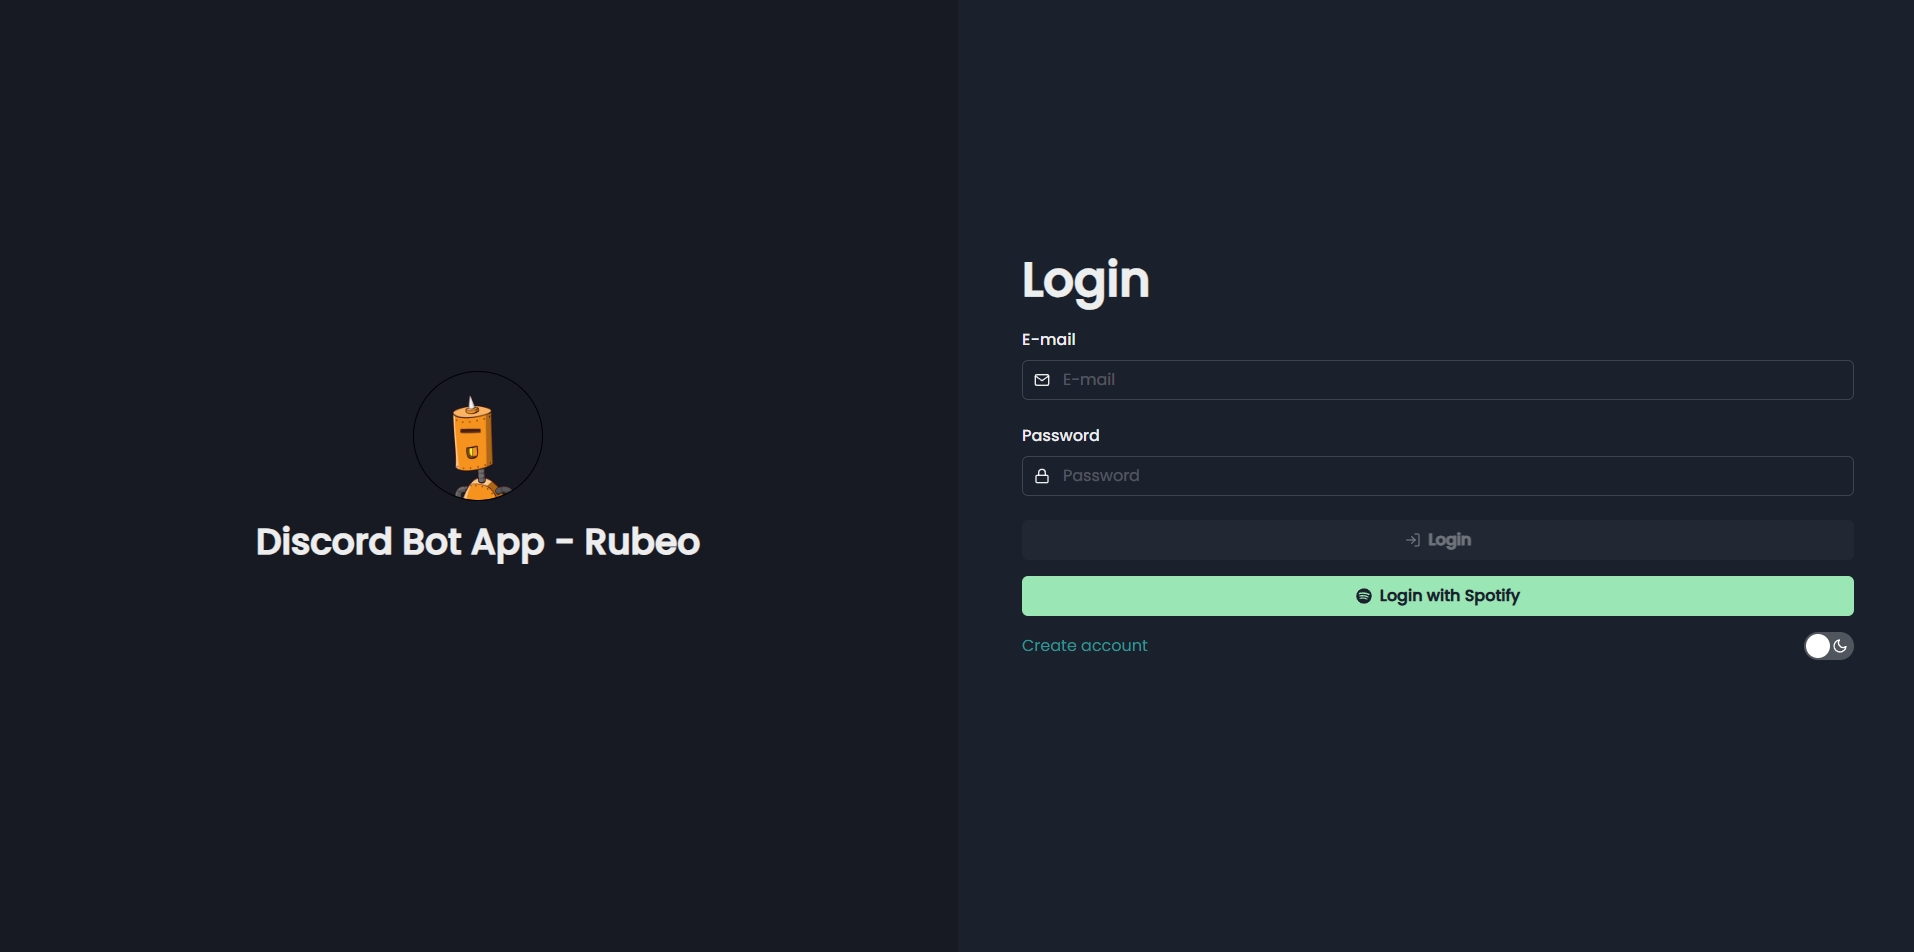 Discord Bot App - Rubeo
Login
E-mail
E-mail
Password
Password
Login
Login with Spotify
Create account